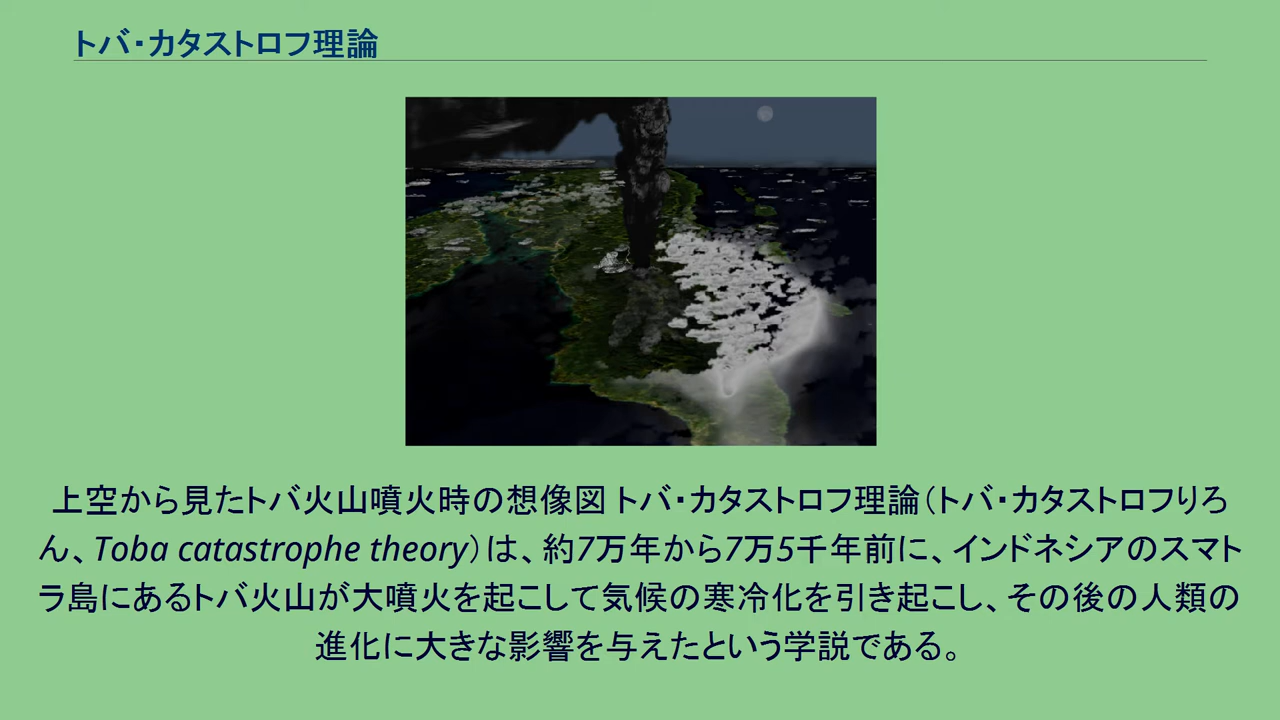 トバ・カタストロフ理論
上空から見たトバ火山噴火時の想像図 トバ・カタストロフ理論（トバ・カタストロフりろ
ん、Toba catastrophe theory）は、約7万年から7万5千年前に、インドネシアのスマト
ラ島にあるトバ火山が大噴火を起こして気候の寒冷化を引き起こし、その後の人類の
進化に大きな影響を与えたという学説である。